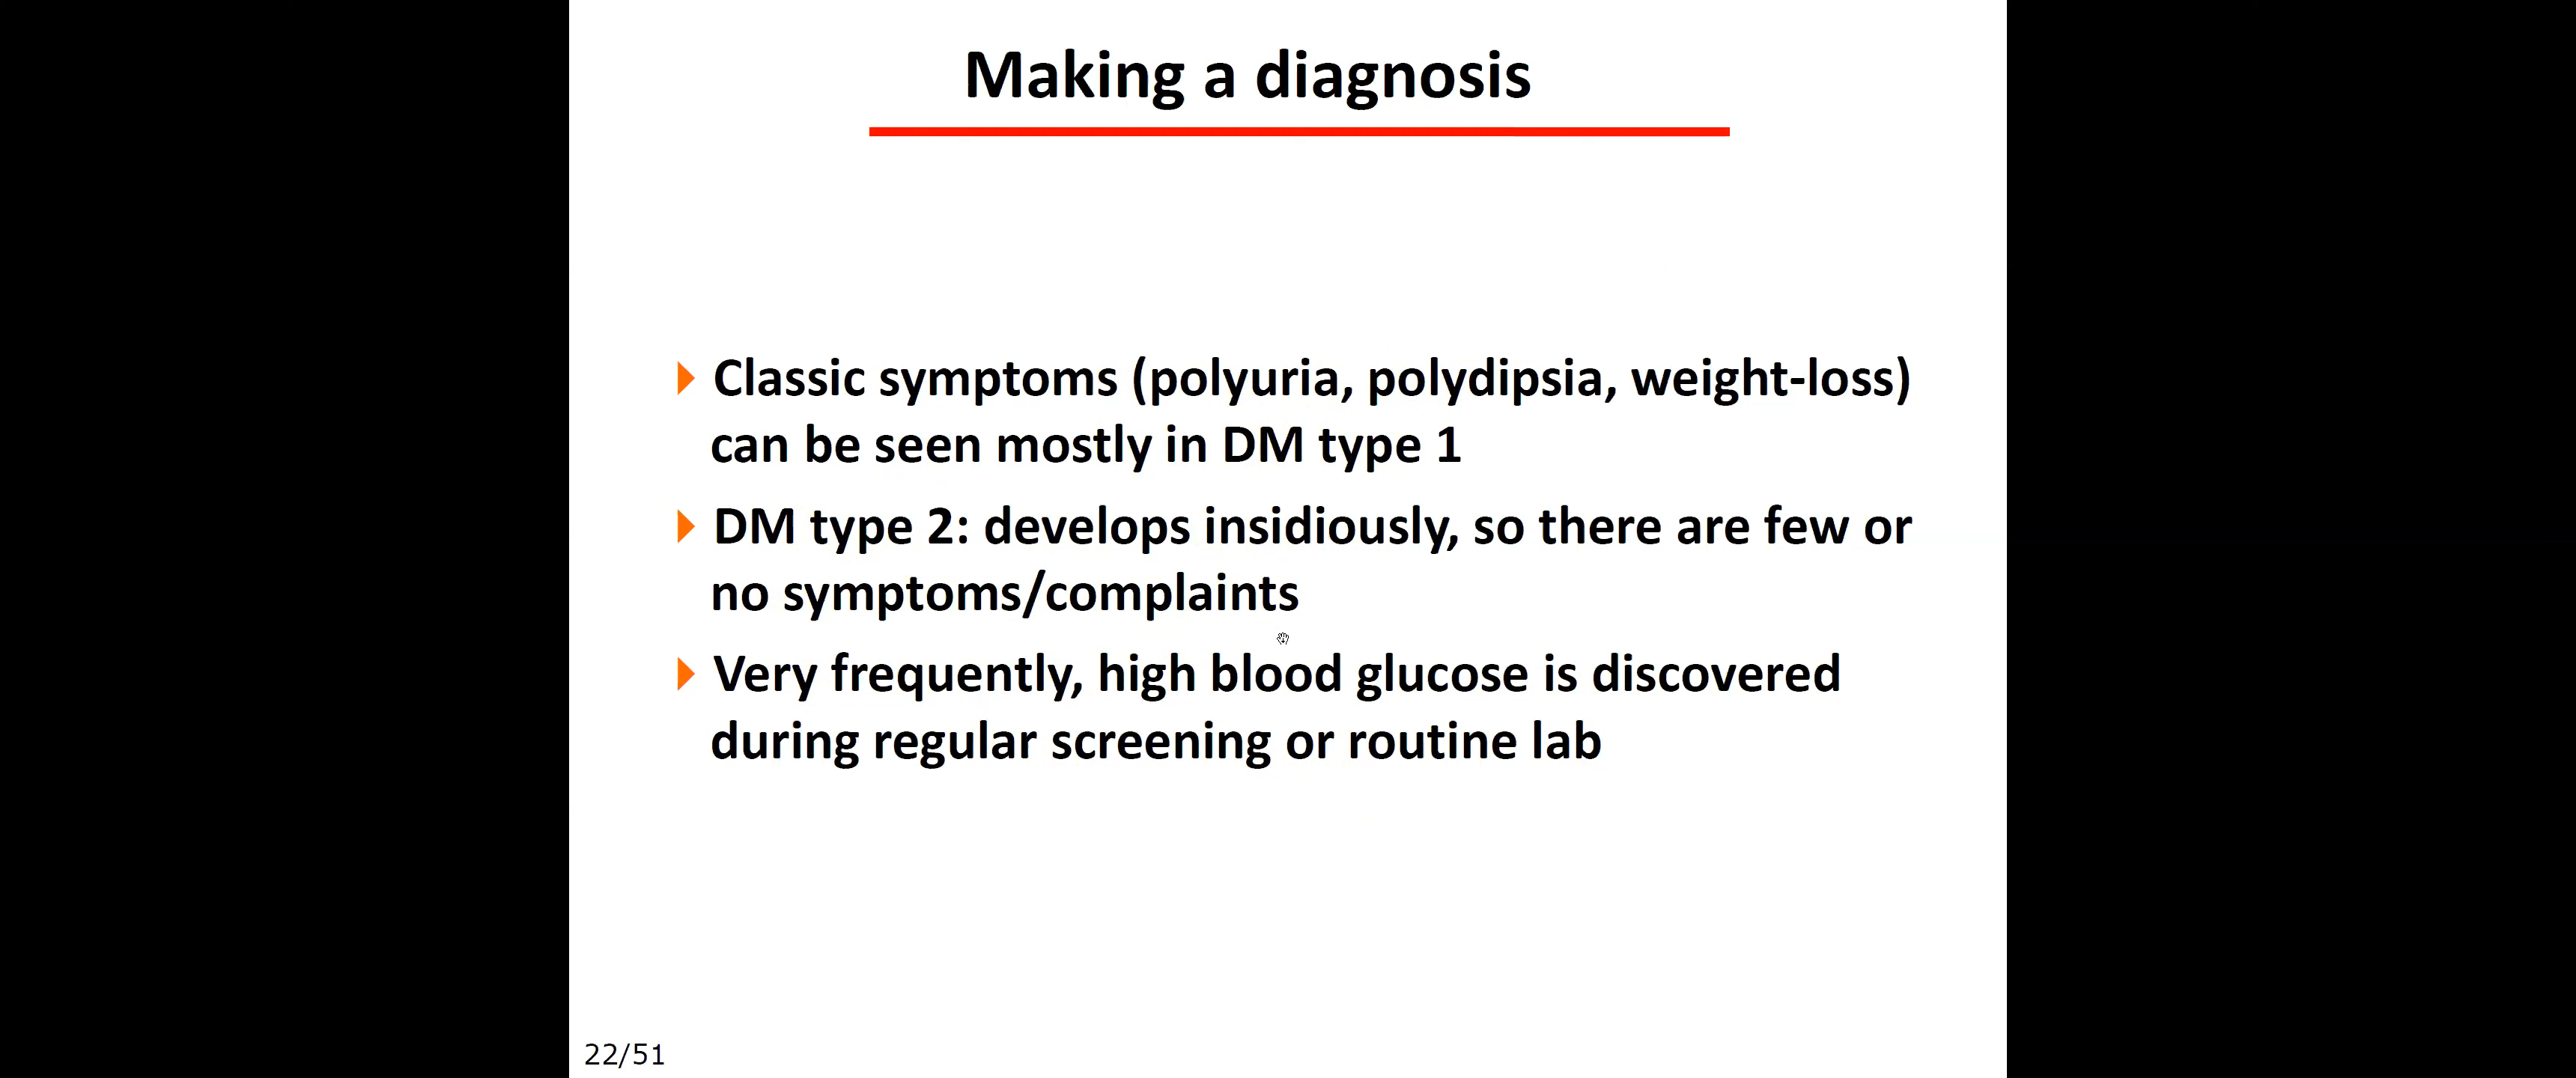 Making a diagnosis
Classic symptoms (polyuria, polydipsia, weight-loss)
can be seen mostly in DM type 1
DM type 2: develops insidiously, so there are few or
no symptoms/complaints
Very frequently, high blood glucose is discovered
during regular screening or routine lab
22/51